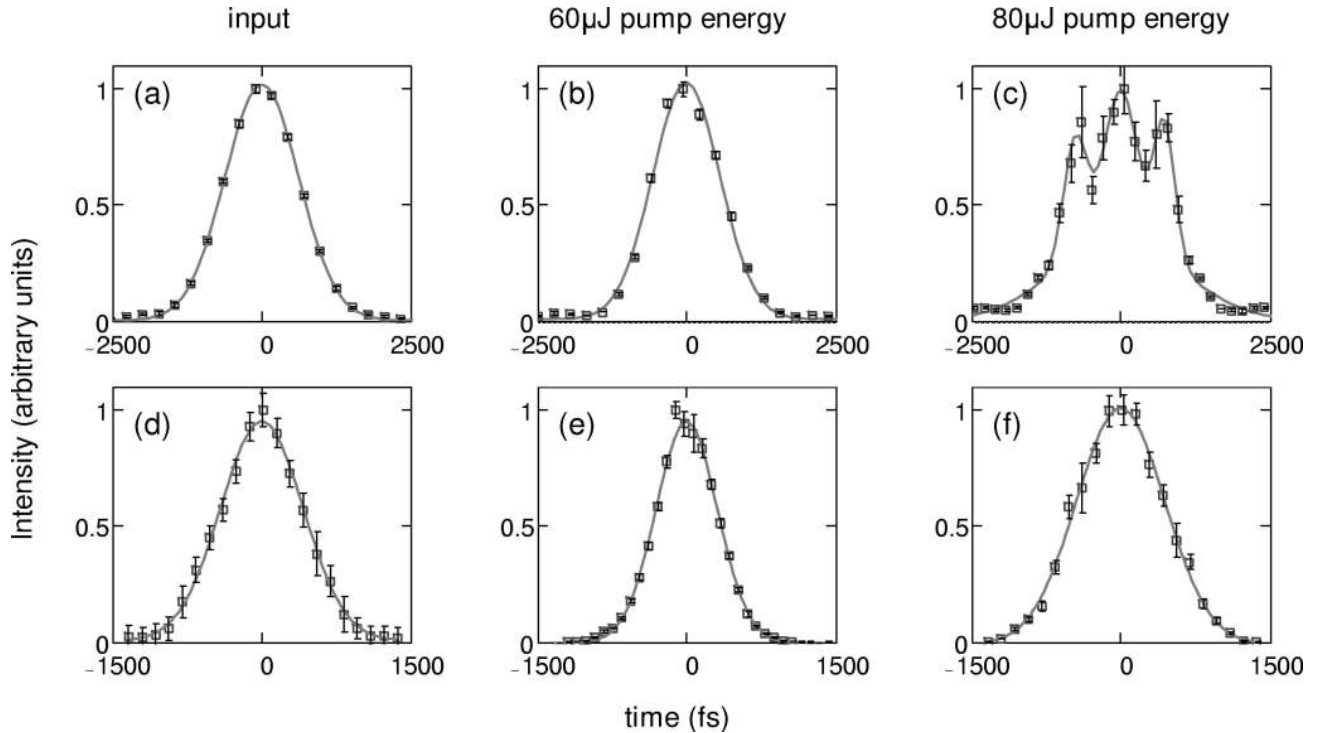 input 60µJ pump energy 80µJ pump energy
Intensity (arbitrary units)
(a) (b) (c)
1 1 1
0.5 0.5 0.5
0 0 0
−2500 0 2500 −2500 0 2500 −2500 0 2500
(d) (e) (f)
1 1 1
0.5 0.5 0.5
0 0 0
−1500 0 1500 −1500 0 1500 −1500 0 1500
time (fs)